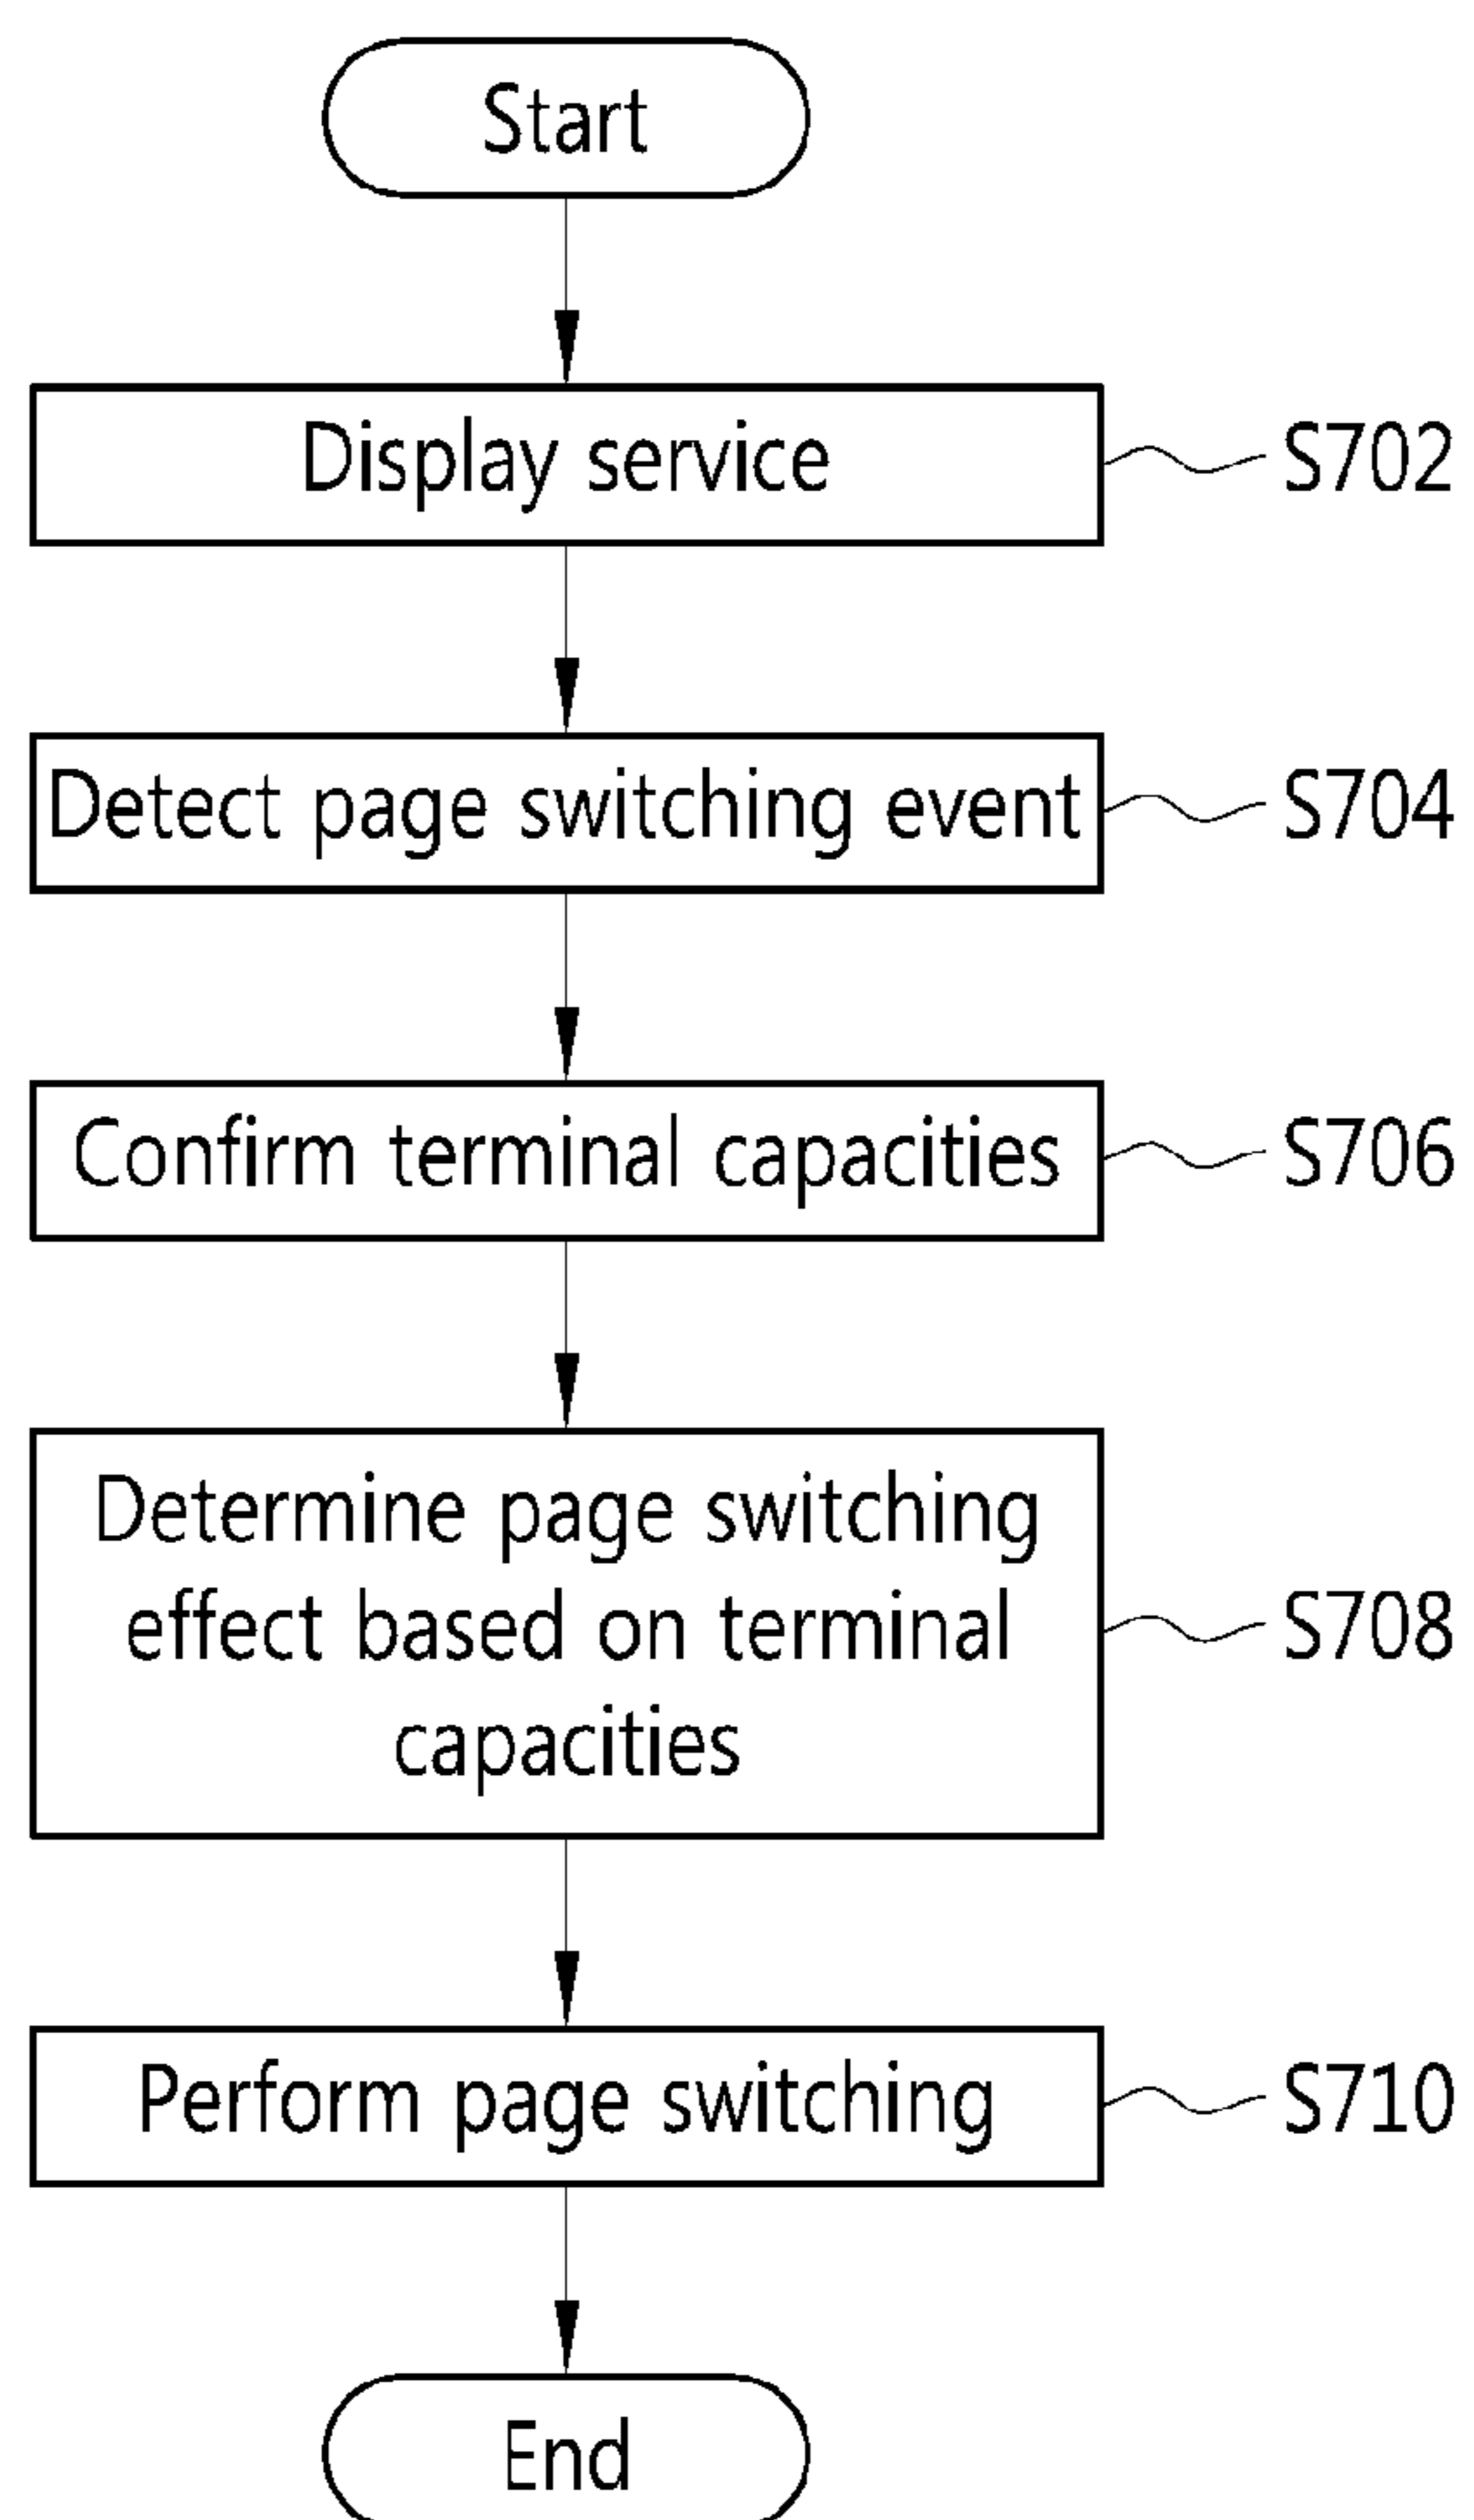 Start
Display service
S702
Detect page switching event
S704
Confirm terminal capacities
S706
Determine page switching
effect based on terminal
capacities
S708
Perform page switching
S710
End